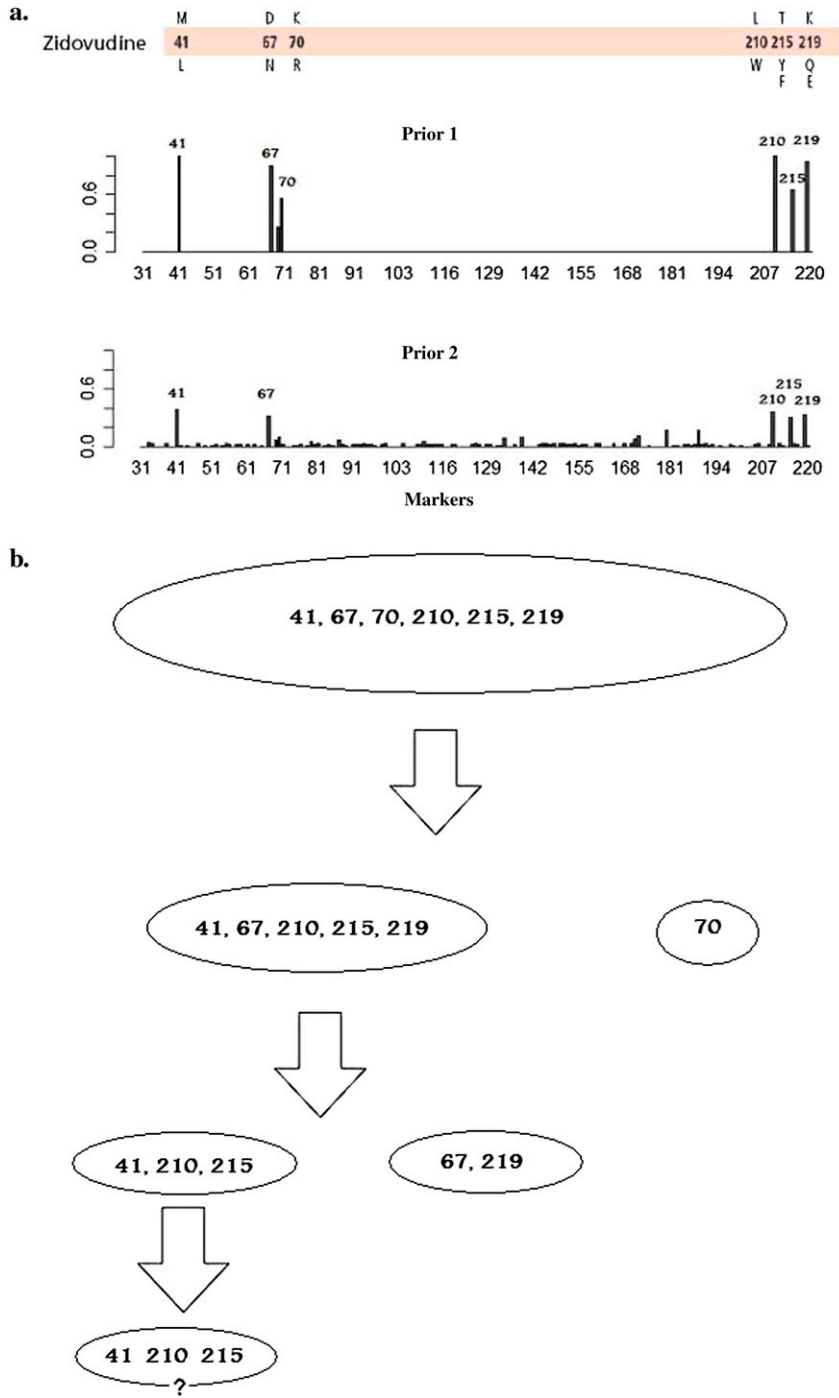 a.
M D K L T K
Zidovudine 41 67 70 210 215 219
L N R W Y Q
F E
Prior 1
41 67 70 210 215 219
0.6
0.0
31 41 51 61 71 81 91 103 116 129 142 155 168 181 194 207 220
Prior 2
215
41 67 210 219
0.6
0.0
31 41 51 61 71 81 91 103 116 129 142 155 168 181 194 207 220
Markers
b.
41, 67, 70, 210, 215, 219
41, 67, 210, 215, 219 70
41, 210, 215 67, 219
41 210 215
?